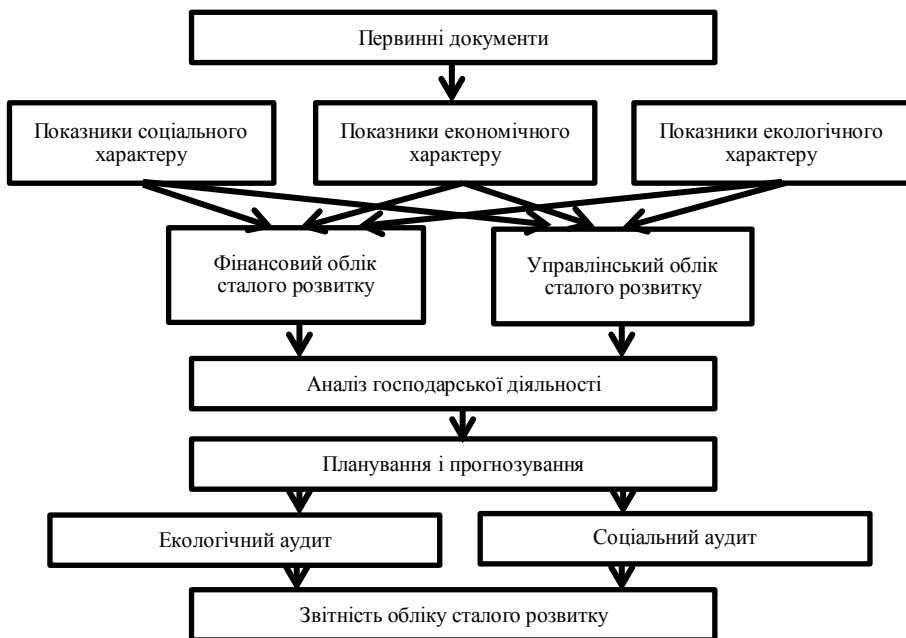 Первинні документи
Показники соціального
характеру
Показники економічного
характеру
Показники екологічного
характеру
Фінансовий облік
сталого розвитку
Управлінський облік
сталого розвитку
Аналіз господарської діяльності
Планування і прогнозування
Екологічний аудит
Соціальний аудит
Звітність обліку сталого розвитку